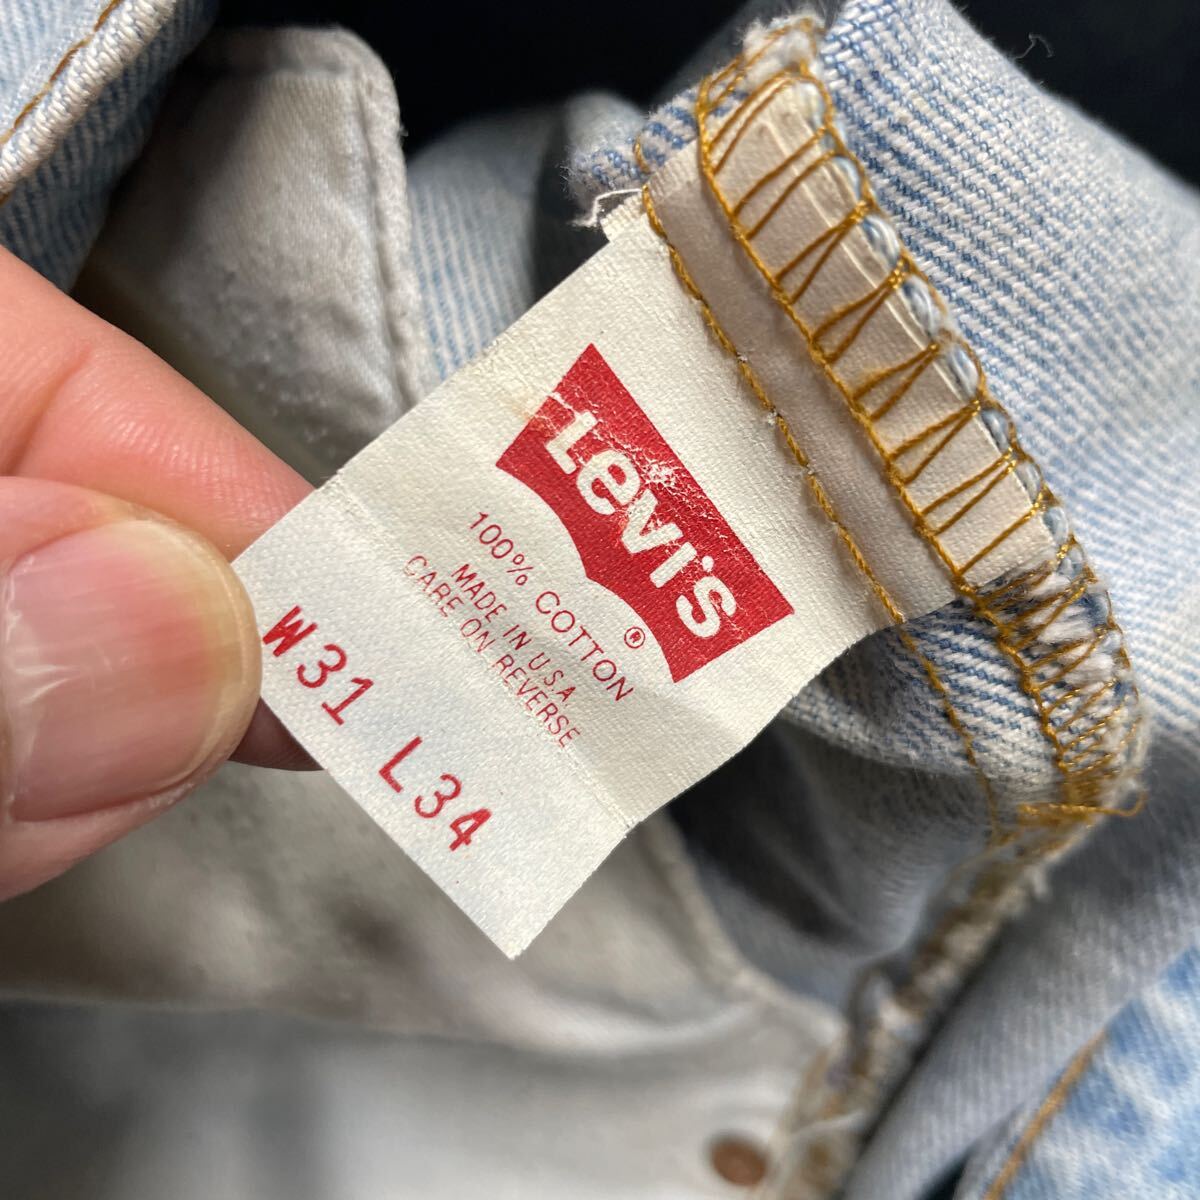 Levi's
®
100% COTTON
MADE IN U.S.A.
CARE ON REVERSE
W31 L34